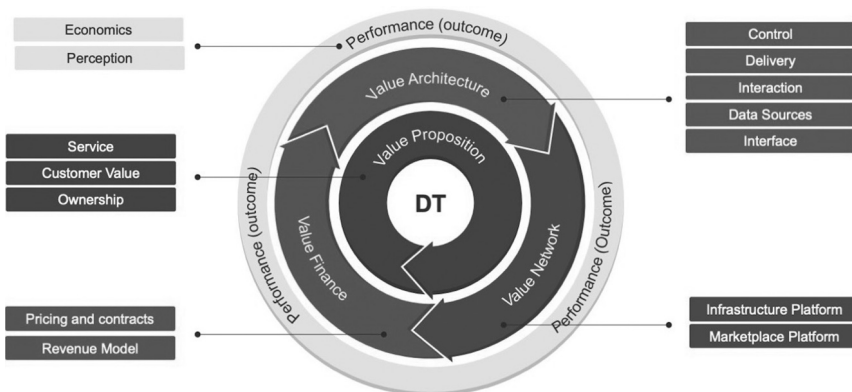 Economics
Perception
Service
Customer Value
Ownership
Pricing and contracts
Revenue Model
Performance (outcome)
Value Architecture
Value Proposition
DT
Performance (outcome)
Value Finance
Value Network
Performance (Outcome)
Control
Delivery
Interaction
Data Sources
Interface
Infrastructure Platform
Marketplace Platform